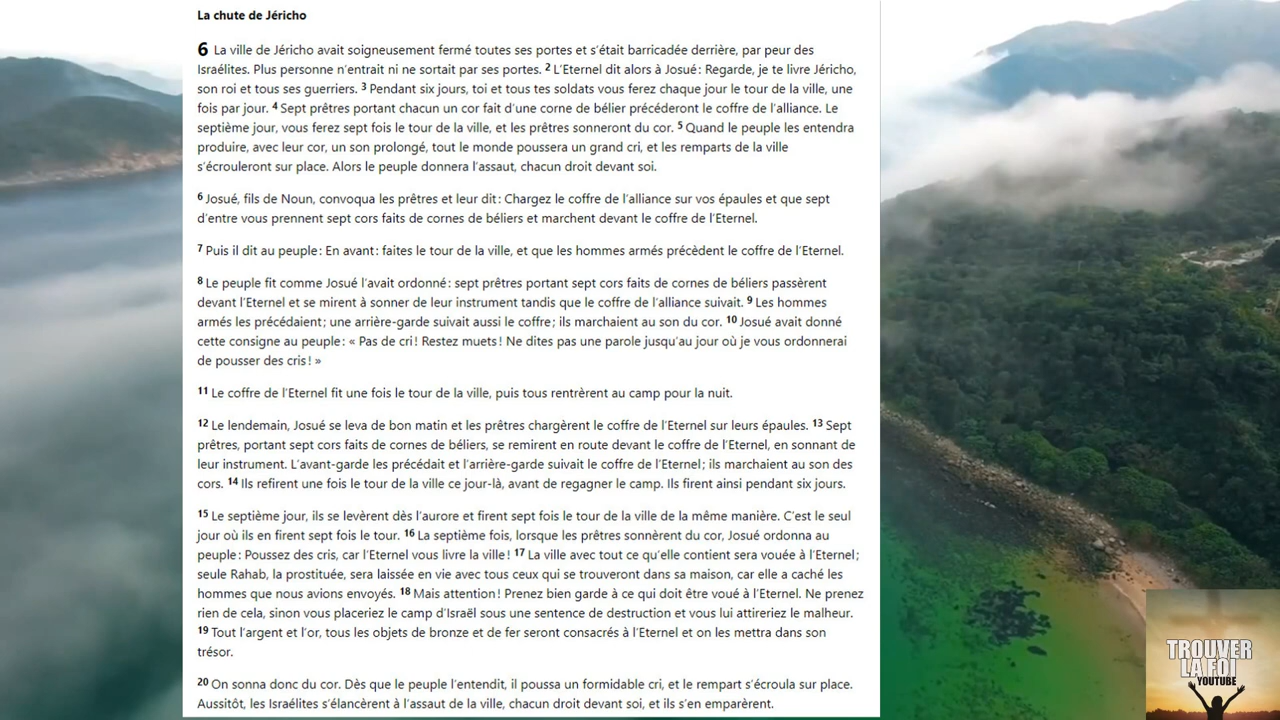 La chute de Jéricho
6 La ville de Jéricho avait soigneusement fermé toutes ses portes et s’était barricadée derrière, par peur des
Israélites. Plus personne n’entrait ni ne sortait par ses portes. 2 L’Eternel dit alors à Josué : Regarde, je te livre Jéricho,
son roi et tous ses guerriers. 3 Pendant six jours, toi et tous tes soldats vous ferez chaque jour le tour de la ville, une
fois par jour. 4 Sept prêtres portant chacun un cor fait d’une corne de bélier précéderont le coffre de l’alliance. Le
septième jour, vous ferez sept fois le tour de la ville, et les prêtres sonneront du cor. 5 Quand le peuple les entendra
produire, avec leur cor, un son prolongé, tout le monde poussera un grand cri, et les remparts de la ville
s’écrouleront sur place. Alors le peuple donnera l’assaut, chacun droit devant soi.
6 Josué, fils de Noun, convoqua les prêtres et leur dit : Chargez le coffre de l’alliance sur vos épaules et que sept
d’entre vous prennent sept cors faits de cornes de béliers et marchent devant le coffre de l’Eternel.
7 Puis il dit au peuple : En avant : faites le tour de la ville, et que les hommes armés précèdent le coffre de l’Eternel.
8 Le peuple fit comme Josué l’avait ordonné : sept prêtres portant sept cors faits de cornes de béliers passèrent
devant l’Eternel et se mirent à sonner de leur instrument tandis que le coffre de l’alliance suivait. 9 Les hommes
armés les précédaient ; une arrière-garde suivait aussi le coffre ; ils marchaient au son du cor. 10 Josué avait donné
cette consigne au peuple : « Pas de cri ! Restez muets ! Ne dites pas une parole jusqu’au jour où je vous ordonnerai
de pousser des cris ! »
11 Le coffre de l’Eternel fit une fois le tour de la ville, puis tous rentrèrent au camp pour la nuit.
12 Le lendemain, Josué se leva de bon matin et les prêtres chargèrent le coffre de l’Eternel sur leurs épaules. 13 Sept
prêtres, portant sept cors faits de cornes de béliers, se remirent en route devant le coffre de l’Eternel, en sonnant de
leur instrument. L’avant-garde les précédait et l’arrière-garde suivait le coffre de l’Eternel ; ils marchaient au son des
cors. 14 Ils refirent une fois le tour de la ville ce jour-là, avant de regagner le camp. Ils firent ainsi pendant six jours.
15 Le septième jour, ils se levèrent dès l’aurore et firent sept fois le tour de la ville de la même manière. C’est le seul
jour où ils en firent sept fois le tour. 16 La septième fois, lorsque les prêtres sonnèrent du cor, Josué ordonna au
peuple : Poussez des cris, car l’Eternel vous livre la ville ! 17 La ville avec tout ce qu’elle contient sera vouée à l’Eternel ;
seule Rahab, la prostituée, sera laissée en vie avec tous ceux qui se trouveront dans sa maison, car elle a caché les
hommes que nous avions envoyés. 18 Mais attention ! Prenez bien garde à ce qui doit être voué à l’Eternel. Ne prenez
rien de cela, sinon vous placeriez le camp d’Israël sous une sentence de destruction et vous lui attireriez le malheur.
19 Tout l’argent et l’or, tous les objets de bronze et de fer seront consacrés à l’Eternel et on les mettra dans son
trésor.
20 On sonna donc du cor. Dès que le peuple l’entendit, il poussa un formidable cri, et le rempart s’écroula sur place.
Aussitôt, les Israélites s’élancèrent à l’assaut de la ville, chacun droit devant soi, et ils s’en emparèrent.
TROUVER
LA FOI
YOUTUBE